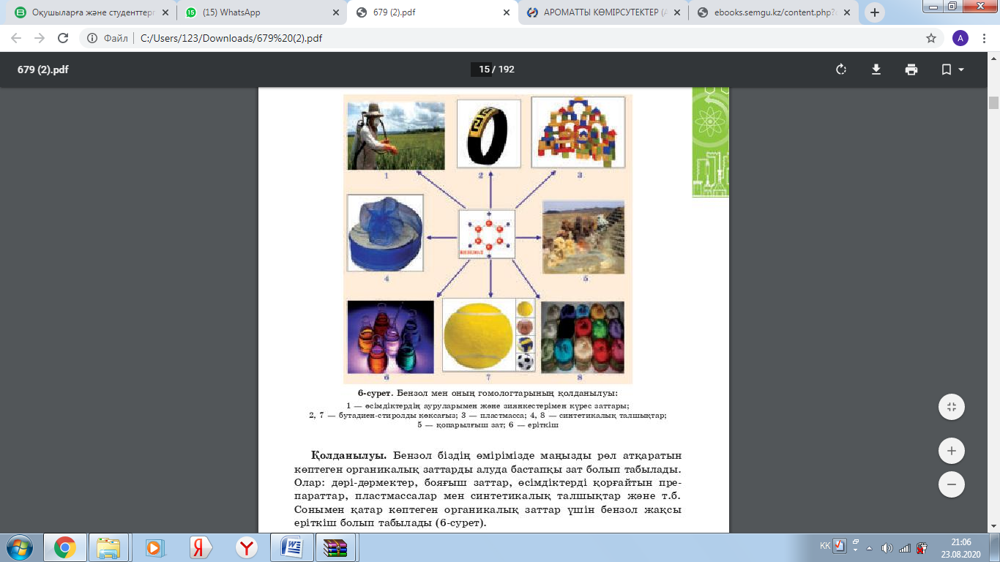 Оқушыларға және студенттерг
(15) WhatsApp
679 (2).pdf
АРОМАТТЫ КӨМІРСУТЕКТЕР (А
ebooks.semgu.kz/content.php?
Файл
C:/Users/123/Downloads/679%20(2).pdf
A
679 (2).pdf
15 / 192
1
2
3
БЕНЗОЛ
4
5
6
7
8
6-сурет. Бензол мен оның гомологтарының қолданылуы:
1 — өсімдіктердің ауруларымен және зиянкестерімен күрес заттары;
2, 7 — бутадиен-стиролды көксағыз; 3 — пластмасса; 4, 8 — синтетикалық талшықтар;
5 — қопарылғыш зат; 6 — еріткіш
Қолданылуы. Бензол біздің өмірімізде маңызды рөл атқаратын
көптеген органикалық заттарды алуда бастапқы зат болып табылады.
Олар: дәрі-дәрмектер, бояғыш заттар, өсімдіктерді қорғайтын пре-
параттар, пластмассалар мен синтетикалық талшықтар және т.б.
Сонымен қатар көптеген органикалық заттар үшін бензол жақсы
еріткіш болып табылады (6-сурет).
KK
21:06
23.08.2020